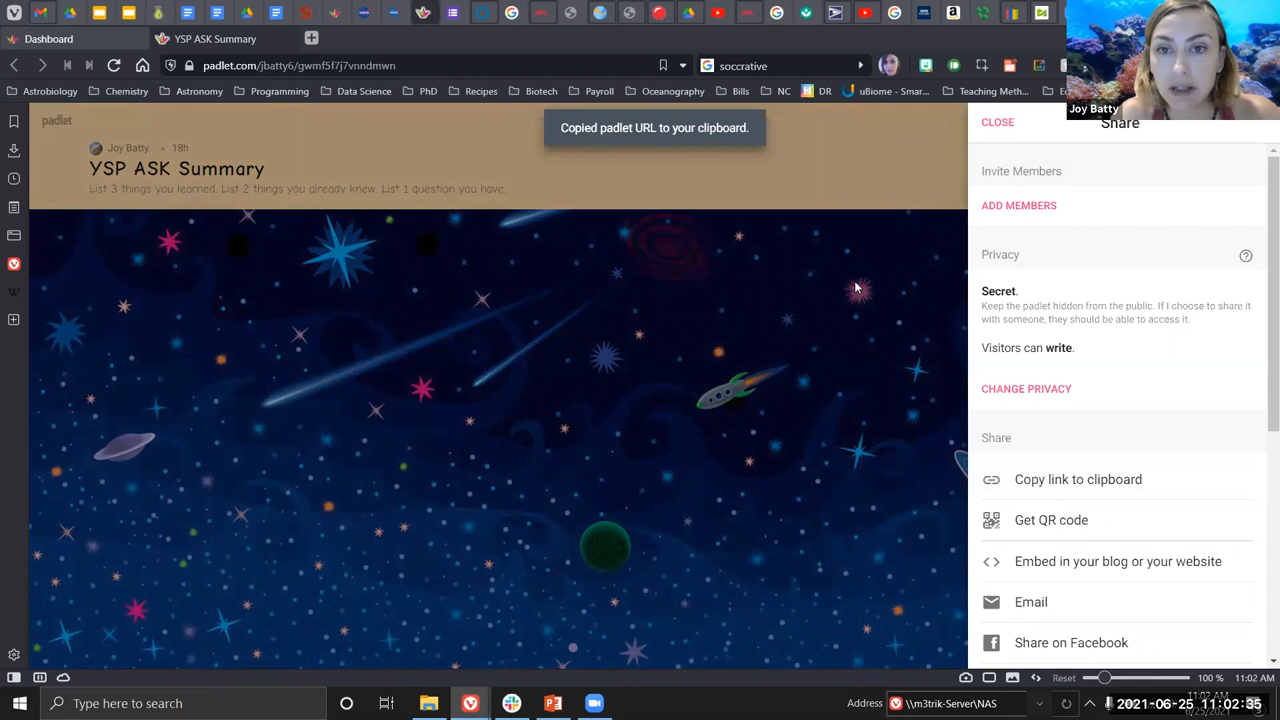 Dashboard
YSP ASK Summary
padlet.com/jbatty6/gwmf5f7j7vnndmwn
soccrative
Astrobiology
Chemistry
Astronomy
Programming
Data Science
PhD
Recipes
Biotech
Payroll
Oceanography
Bills
NC
DR
uBiome - Smar...
Teaching Meth...
Joy Batty
padlet
Copied padlet URL to your clipboard.
CLOSE
Share
Joy Batty • 18h
YSP ASK Summary
List 3 things you learned. List 2 things you already knew. List 1 question you have.
Invite Members
ADD MEMBERS
Privacy
Secret.
Keep the padlet hidden from the public. If I choose to share it
with someone, they should be able to access it.
Visitors can write.
CHANGE PRIVACY
Share
Copy link to clipboard
Get QR code
Embed in your blog or your website
Email
Share on Facebook
Reset
100 %
11:02 AM
Type here to search
Address
\\m3trik-Server\NAS
11:02 AM
2021-06-25 11:02:35
6/25/2021